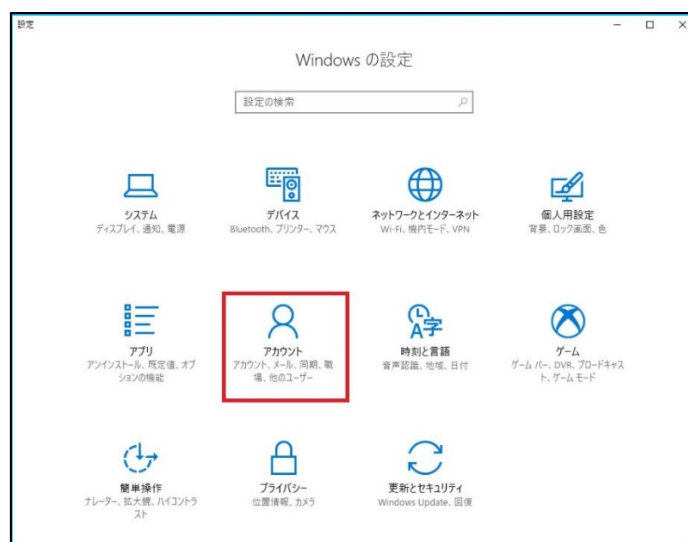 設定
Windows の設定
設定の検索
システム
ディスプレイ、通知、電源
デバイス
Bluetooth、プリンター、マウス
ネットワークとインターネット
Wi-Fi、機内モード、VPN
個人用設定
背景、ロック画面、色
アプリ
アンインストール、既定値、オプ
ションの機能
アカウント
アカウント、メール、同期、職
場、他のユーザー
時刻と言語
音声認識、地域、日付
ゲーム
ゲーム バー、DVR、ブロードキャス
ト、ゲーム モード
簡単操作
ナレーター、拡大鏡、ハイコントラ
スト
プライバシー
位置情報、カメラ
更新とセキュリティ
Windows Update、回復